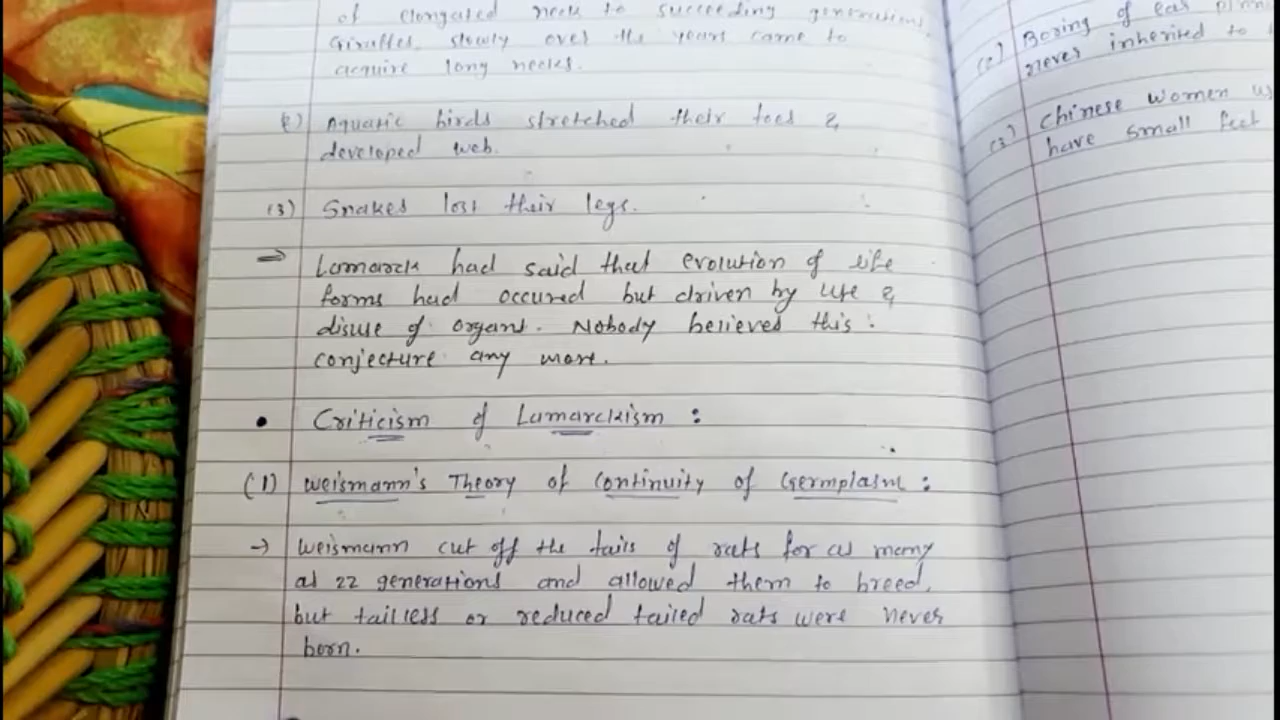 of elongated neck to succeeding generations
Giraffes, slowly over the years came to
acquire long necks.
(2) Aquatic birds stretched their toes &
developed web.
(3) Snakes lost their legs.
⇒ Lamarck had said that evolution of life
forms had occured but driven by use &
disuse of organs. Nobody believes this
conjecture any more.
• Criticism of Lamarckism :
(1) Weismann's Theory of Continuity of Germplasm :
→ Weismann cut off the tails of rats for as many
as 22 generations and allowed them to breed,
but tailless or reduced tailed rats were never
born.
(2) Boring of ear
never inherited to
(3) Chinese women
have small feet